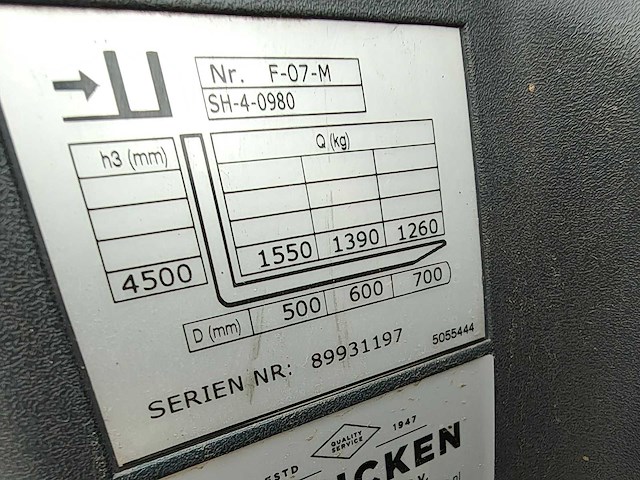 Nr. F-07-M
SH-4-0980
h3 (mm)
Q (kg)
4500
1550 1390 1260
D (mm) 500 600 700
SERIEN NR: 89931197
5055444
QUALITY
SERVICE
ESTD
1947